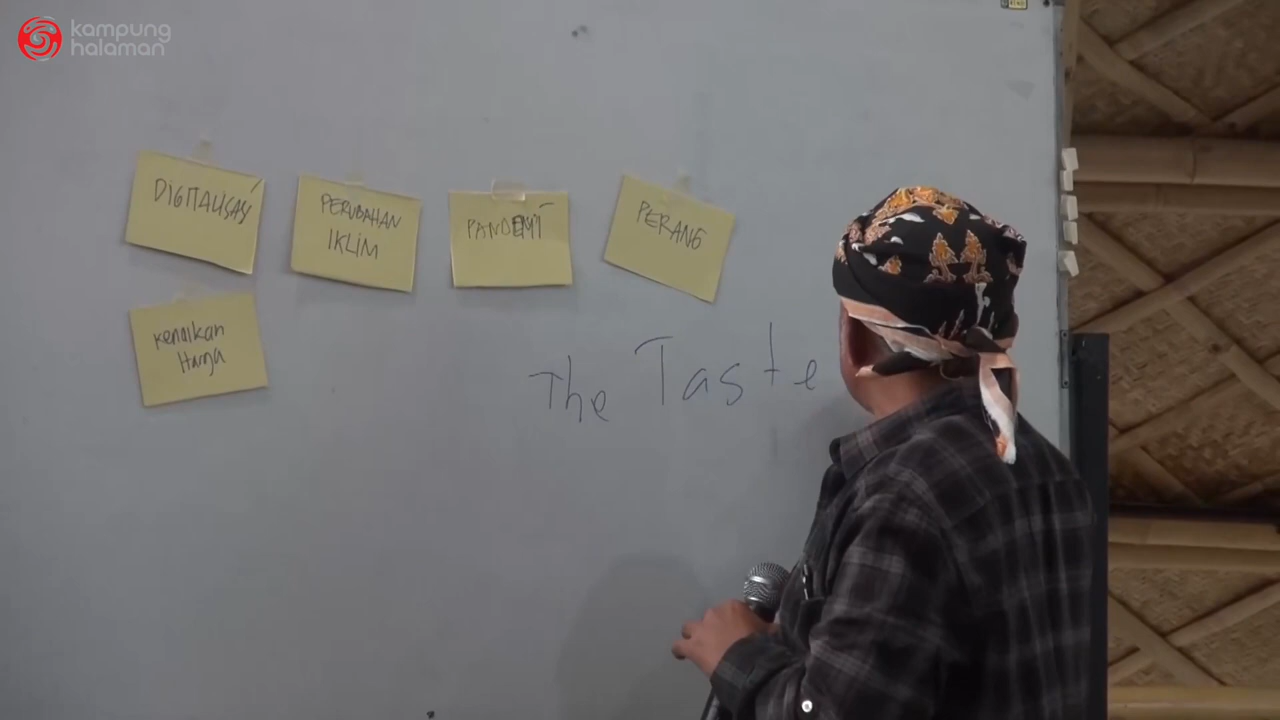 kampung
halaman
DIGITALISASI
PERUBAHAN
IKLIM
PANDEMI
PERANG
Kenaikan
Harga
The Taste